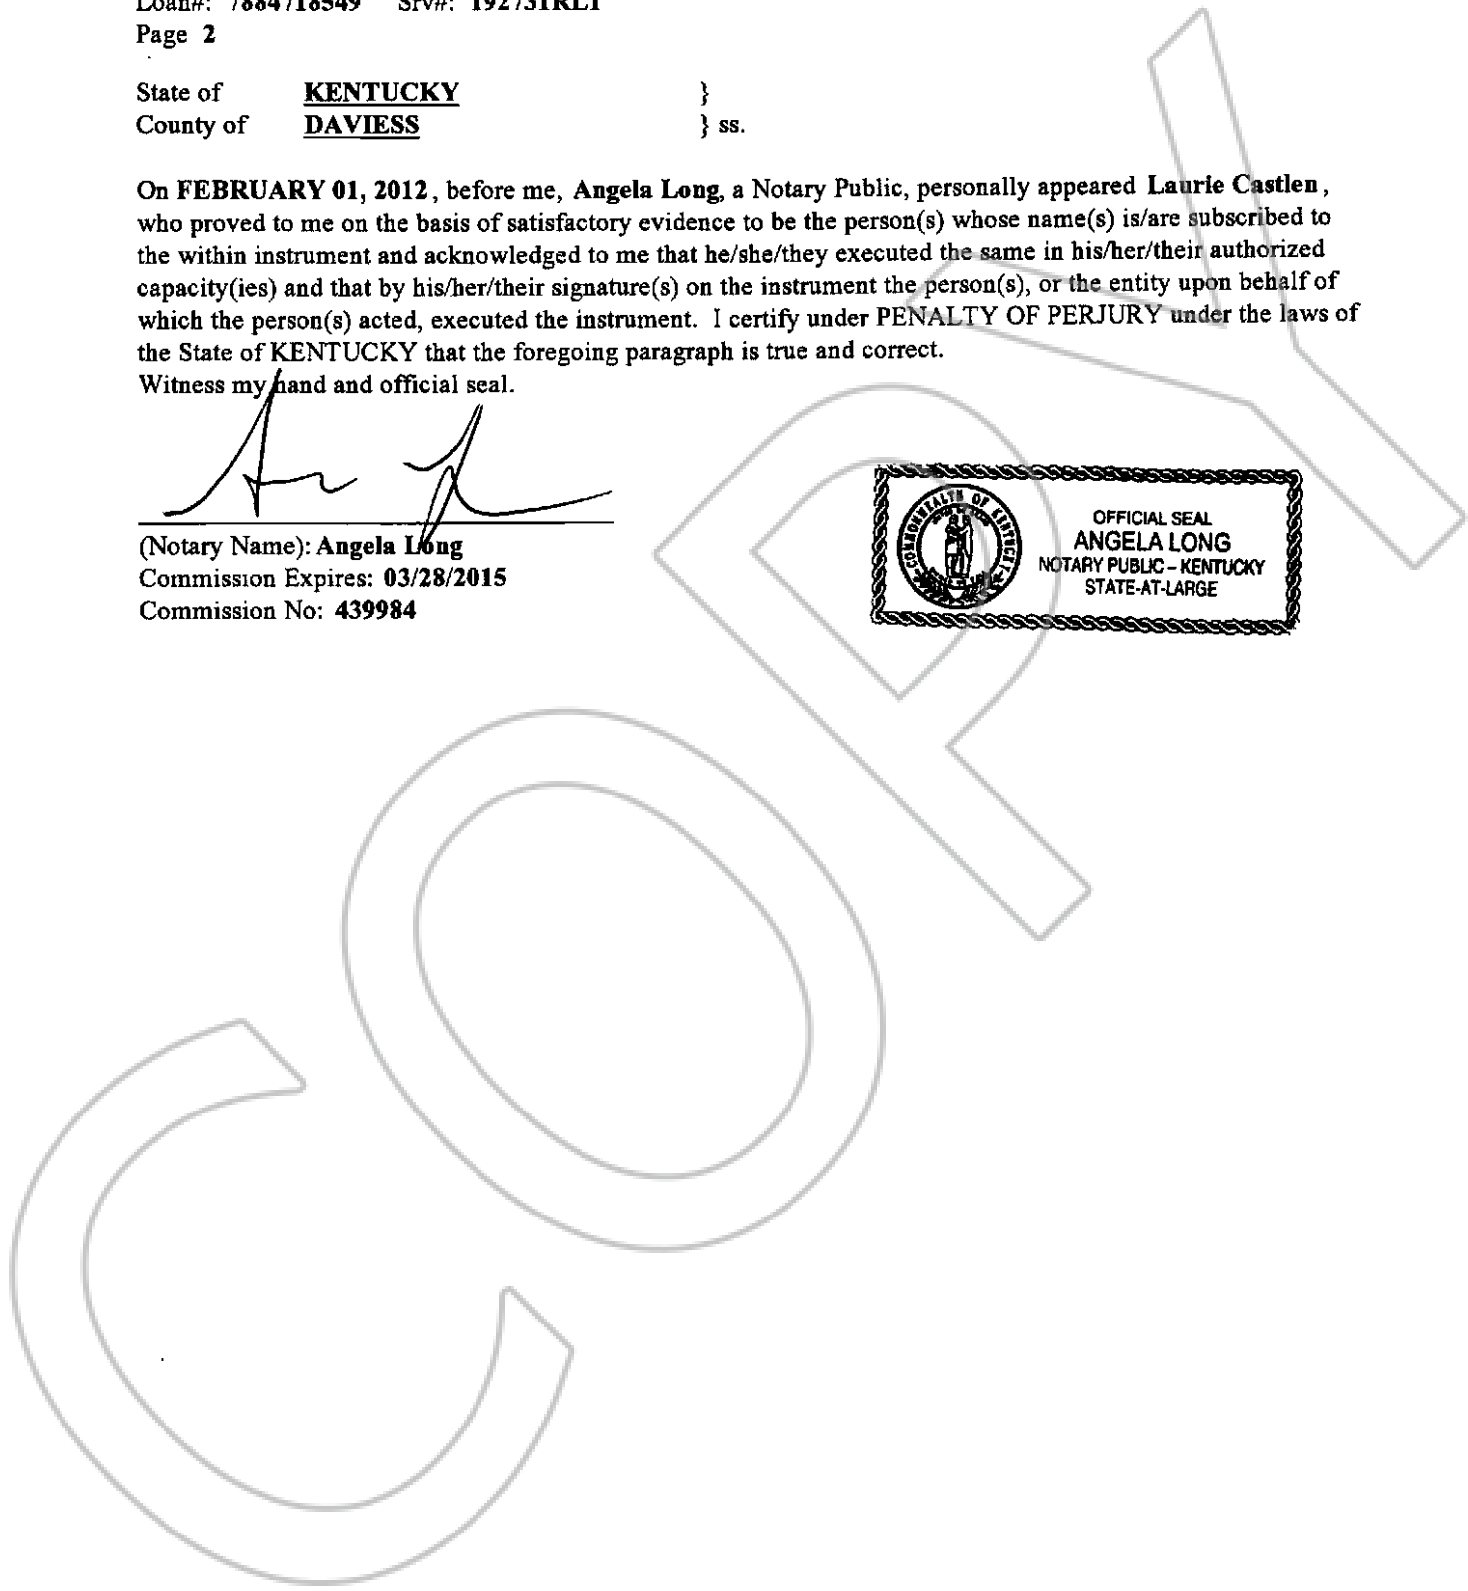 Loan#: 7884718549 Srv#: 192731RL1
Page 2
State of KENTUCKY }
County of DAVIESS } ss.
On FEBRUARY 01, 2012, before me, Angela Long, a Notary Public, personally appeared Laurie Castlen,
who proved to me on the basis of satisfactory evidence to be the person(s) whose name(s) is/are subscribed to
the within instrument and acknowledged to me that he/she/they executed the same in his/her/their authorized
capacity(ies) and that by his/her/their signature(s) on the instrument the person(s), or the entity upon behalf of
which the person(s) acted, executed the instrument. I certify under PENALTY OF PERJURY under the laws of
the State of KENTUCKY that the foregoing paragraph is true and correct.
Witness my hand and official seal.
(Notary Name): Angela Long
Commission Expires: 03/28/2015
Commission No: 439984
COMMONWEALTH OF KENTUCKY
OFFICIAL SEAL
ANGELA LONG
NOTARY PUBLIC – KENTUCKY
STATE-AT-LARGE
COPY